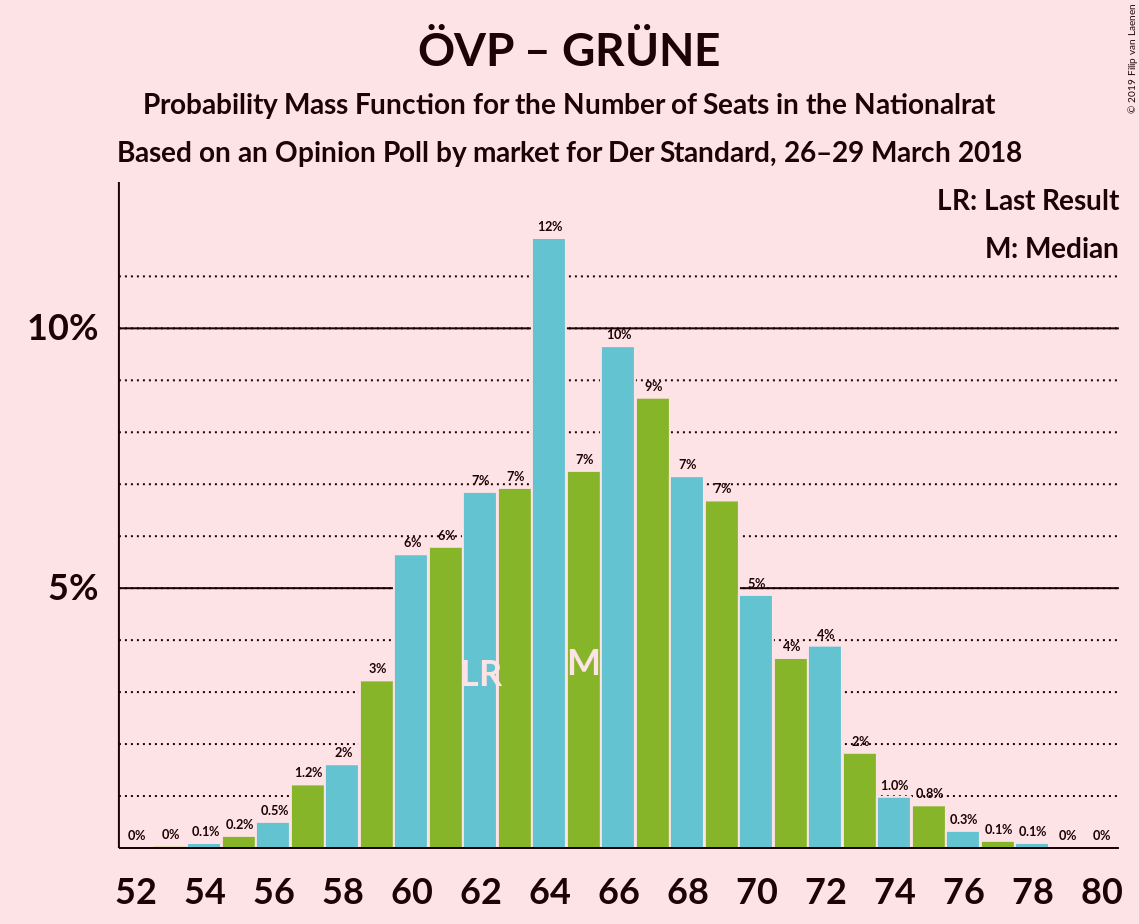 ÖVP – GRÜNE
Probability Mass Function for the Number of Seats in the Nationalrat
Based on an Opinion Poll by market for Der Standard, 26–29 March 2018
© 2019 Filip van Laenen
LR: Last Result
M: Median
10%
5%
0% 0% 0.1% 0.2% 0.5% 1.2% 2% 3% 6% 6% 7% 7% 12% 7% 10% 9% 7% 7% 5% 4% 4% 2% 1.0% 0.8% 0.3% 0.1% 0.1% 0% 0%
LR M
52 54 56 58 60 62 64 66 68 70 72 74 76 78 80